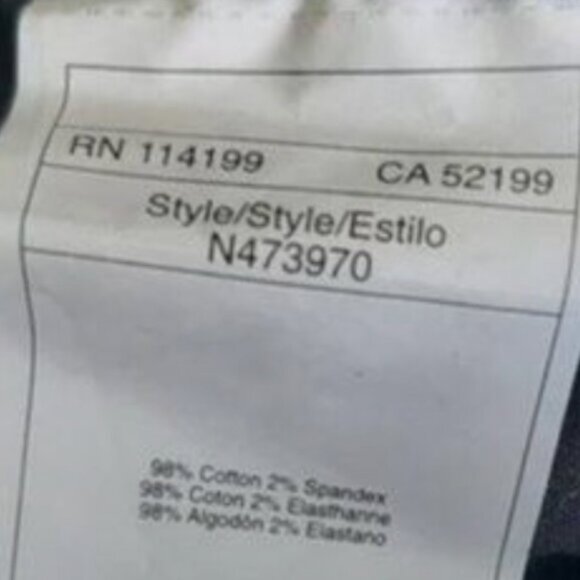 RN 114199 CA 52199
Style/Style/Estilo
N473970
98% Cotton 2% Spandex
98% Coton 2% Elasthanne
98% Algodón 2% Elastano